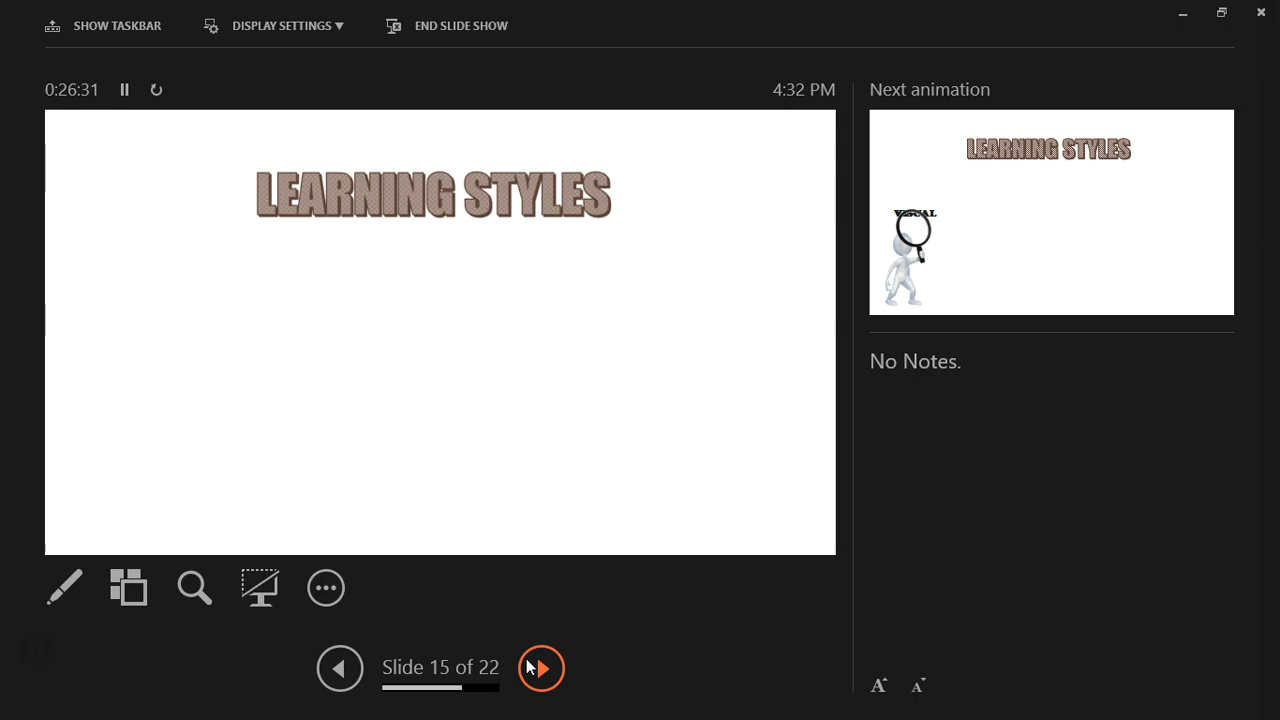 SHOW TASKBAR
DISPLAY SETTINGS
END SLIDE SHOW
0:26:31
4:32 PM
Next animation
LEARNING STYLES
LEARNING STYLES
VISUAL
No Notes.
Slide 15 of 22
A A